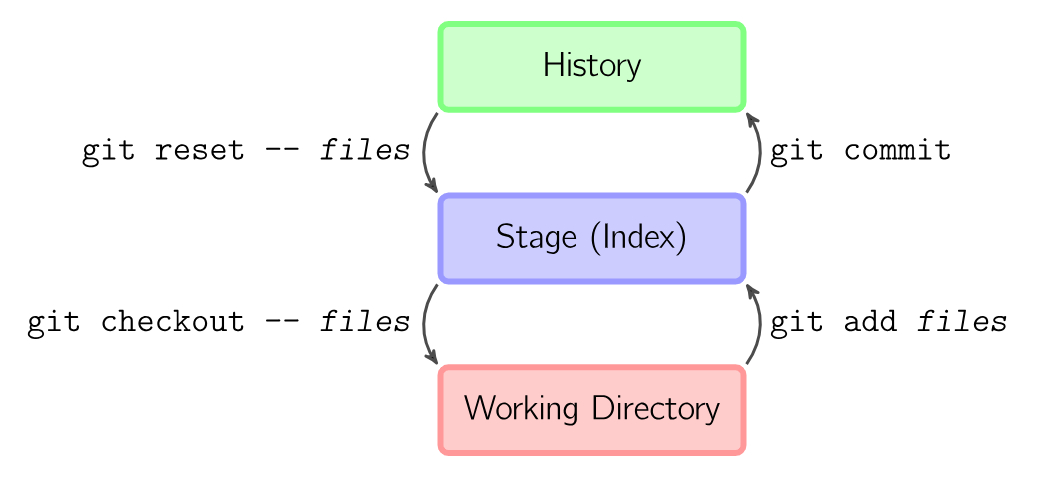 History
git reset -- files
git commit
Stage (Index)
git checkout -- files
git add files
Working Directory